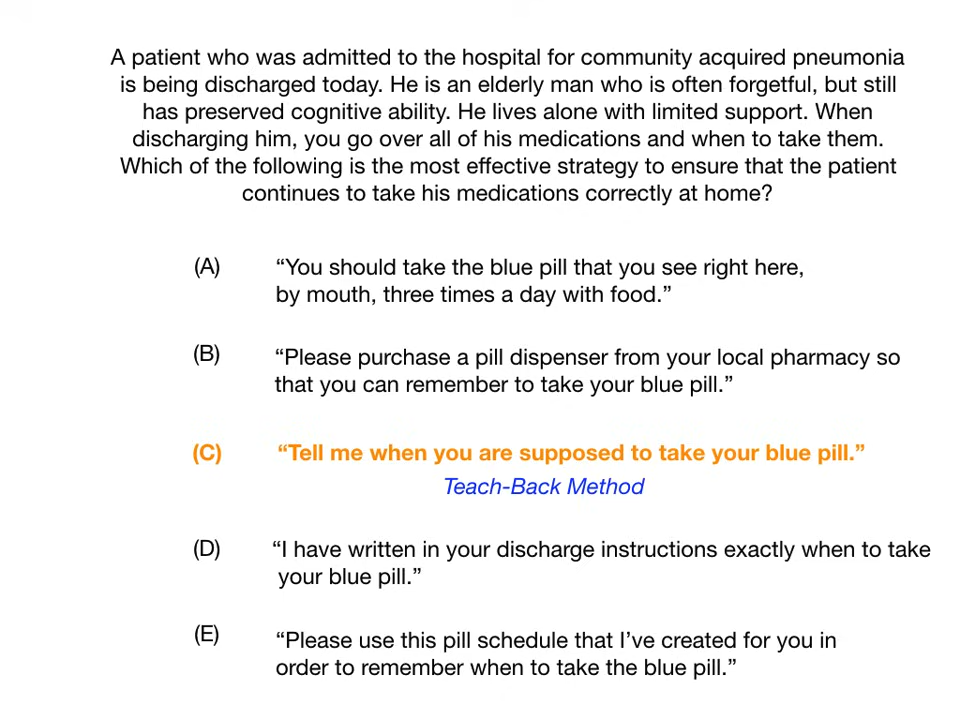 A patient who was admitted to the hospital for community acquired pneumonia
is being discharged today. He is an elderly man who is often forgetful, but still
has preserved cognitive ability. He lives alone with limited support. When
discharging him, you go over all of his medications and when to take them.
Which of the following is the most effective strategy to ensure that the patient
continues to take his medications correctly at home?
(A) “You should take the blue pill that you see right here,
by mouth, three times a day with food.”
(B) “Please purchase a pill dispenser from your local pharmacy so
that you can remember to take your blue pill.”
(C) “Tell me when you are supposed to take your blue pill.”
Teach-Back Method
(D) “I have written in your discharge instructions exactly when to take
your blue pill.”
(E) “Please use this pill schedule that I’ve created for you in
order to remember when to take the blue pill.”